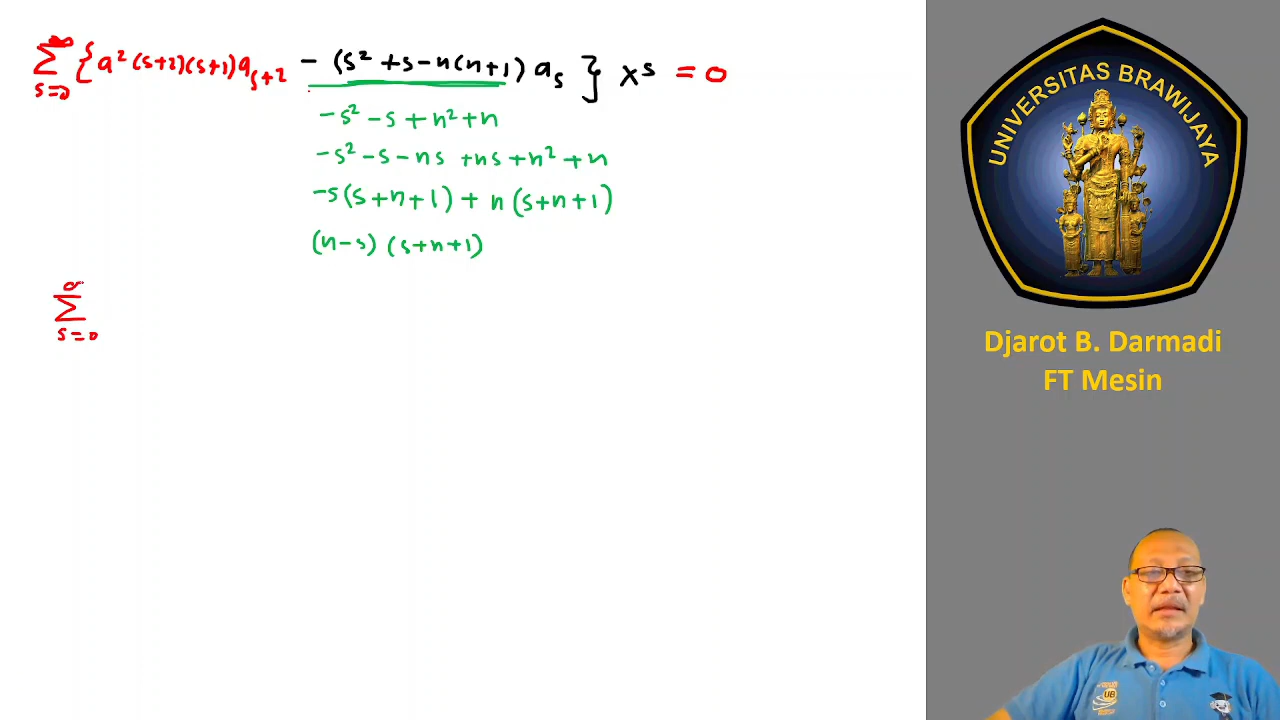 ∞
∑ {a²(s+2)(s+1)a_{s+2} - (s²+s-n(n+1)) a_s} x^s = 0
s=0
-s²-s+n²+n
-s²-s-ns+ns+n²+n
-s(s+n+1)+n(s+n+1)
(n-s)(s+n+1)
∑
s=0
UNIVERSITAS BRAWIJAYA
Djarot B. Darmadi
FT Mesin
UB